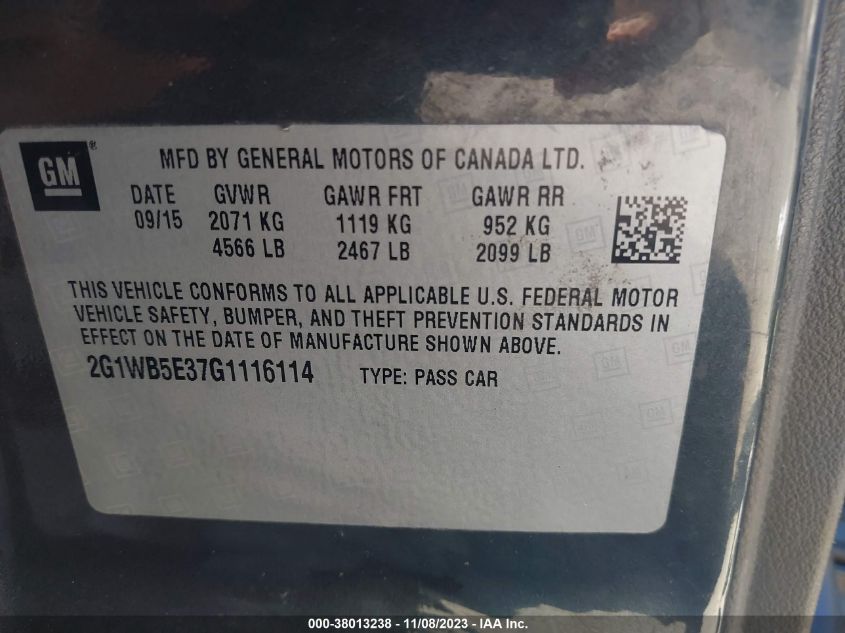 GM®
MFD BY GENERAL MOTORS OF CANADA LTD.
DATE GVWR GAWR FRT GAWR RR
09/15 2071 KG 1119 KG 952 KG
4566 LB 2467 LB 2099 LB
THIS VEHICLE CONFORMS TO ALL APPLICABLE U.S. FEDERAL MOTOR
VEHICLE SAFETY, BUMPER, AND THEFT PREVENTION STANDARDS IN
EFFECT ON THE DATE OF MANUFACTURE SHOWN ABOVE.
2G1WB5E37G1116114 TYPE: PASS CAR
000-38013238 - 11/08/2023 - IAA Inc.